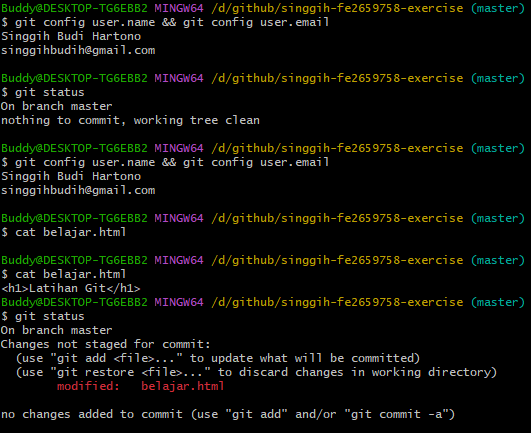 Buddy@DESKTOP-TG6EBB2 MINGW64 /d/github/singgih-fe2659758-exercise (master)
$ git config user.name && git config user.email
Singgih Budi Hartono
singgihbudih@gmail.com
Buddy@DESKTOP-TG6EBB2 MINGW64 /d/github/singgih-fe2659758-exercise (master)
$ git status
On branch master
nothing to commit, working tree clean
Buddy@DESKTOP-TG6EBB2 MINGW64 /d/github/singgih-fe2659758-exercise (master)
$ git config user.name && git config user.email
Singgih Budi Hartono
singgihbudih@gmail.com
Buddy@DESKTOP-TG6EBB2 MINGW64 /d/github/singgih-fe2659758-exercise (master)
$ cat belajar.html
Buddy@DESKTOP-TG6EBB2 MINGW64 /d/github/singgih-fe2659758-exercise (master)
$ cat belajar.html
<h1>Latihan Git</h1>
Buddy@DESKTOP-TG6EBB2 MINGW64 /d/github/singgih-fe2659758-exercise (master)
$ git status
On branch master
Changes not staged for commit:
  (use "git add <file>..." to update what will be committed)
  (use "git restore <file>..." to discard changes in working directory)
        modified:   belajar.html
no changes added to commit (use "git add" and/or "git commit -a")